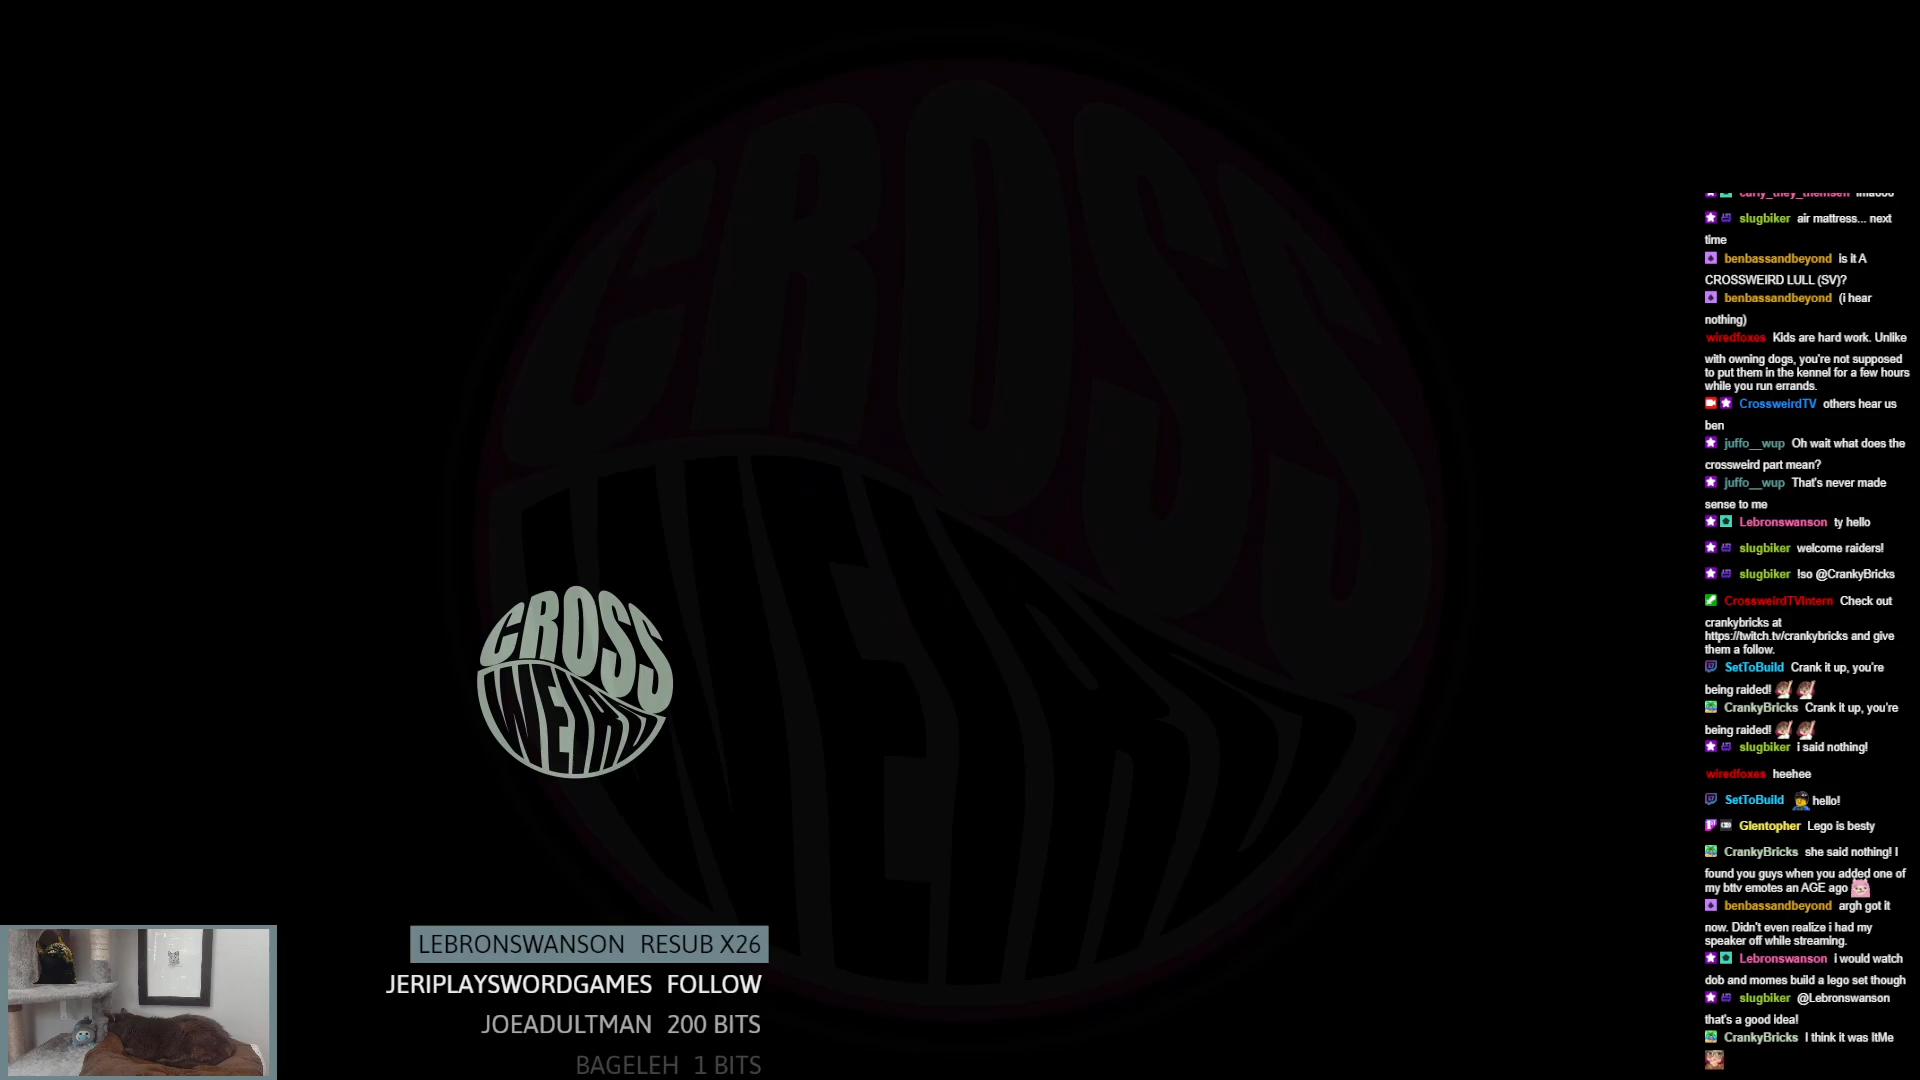 CROSS
WEIRD
CROSS
WEIRD
LEBRONSWANSON RESUB X26
JERIPLAYSWORDGAMES FOLLOW
JOEADULTMAN 200 BITS
BAGELEH 1 BITS
curly_they_themself lmaooo
slugbiker air mattress... next
time
benbassandbeyond is it A
CROSSWEIRD LULL (SV)?
benbassandbeyond (i hear
nothing)
wiredfoxes Kids are hard work. Unlike
with owning dogs, you're not supposed
to put them in the kennel for a few hours
while you run errands.
CrossweirdTV others hear us
ben
juffo__wup Oh wait what does the
crossweird part mean?
juffo__wup That's never made
sense to me
Lebronswanson ty hello
slugbiker welcome raiders!
slugbiker !so @CrankyBricks
CrossweirdTVIntern Check out
crankybricks at
https://twitch.tv/crankybricks and give
them a follow.
SetToBuild Crank it up, you're
being raided!
CrankyBricks Crank it up, you're
being raided!
slugbiker i said nothing!
wiredfoxes heehee
SetToBuild hello!
Glentopher Lego is besty
CrankyBricks she said nothing! I
found you guys when you added one of
my bttv emotes an AGE ago
benbassandbeyond argh got it
now. Didn't even realize i had my
speaker off while streaming.
Lebronswanson i would watch
dob and momes build a lego set though
slugbiker @Lebronswanson
that's a good idea!
CrankyBricks I think it was ItMe